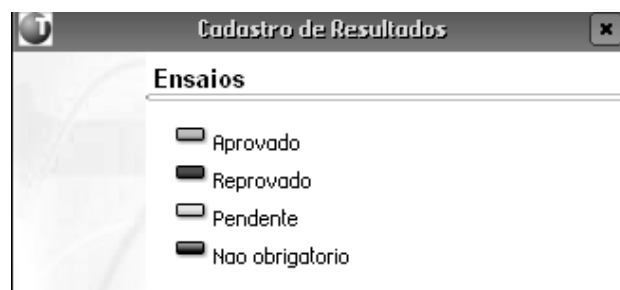 Cadastro de Resultados
Ensaios
Aprovado
Reprovado
Pendente
Nao obrigatorio